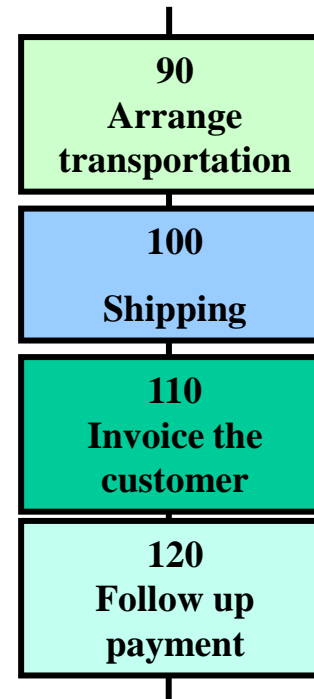 90
Arrange
transportation
100
Shipping
110
Invoice the
customer
120
Follow up
payment